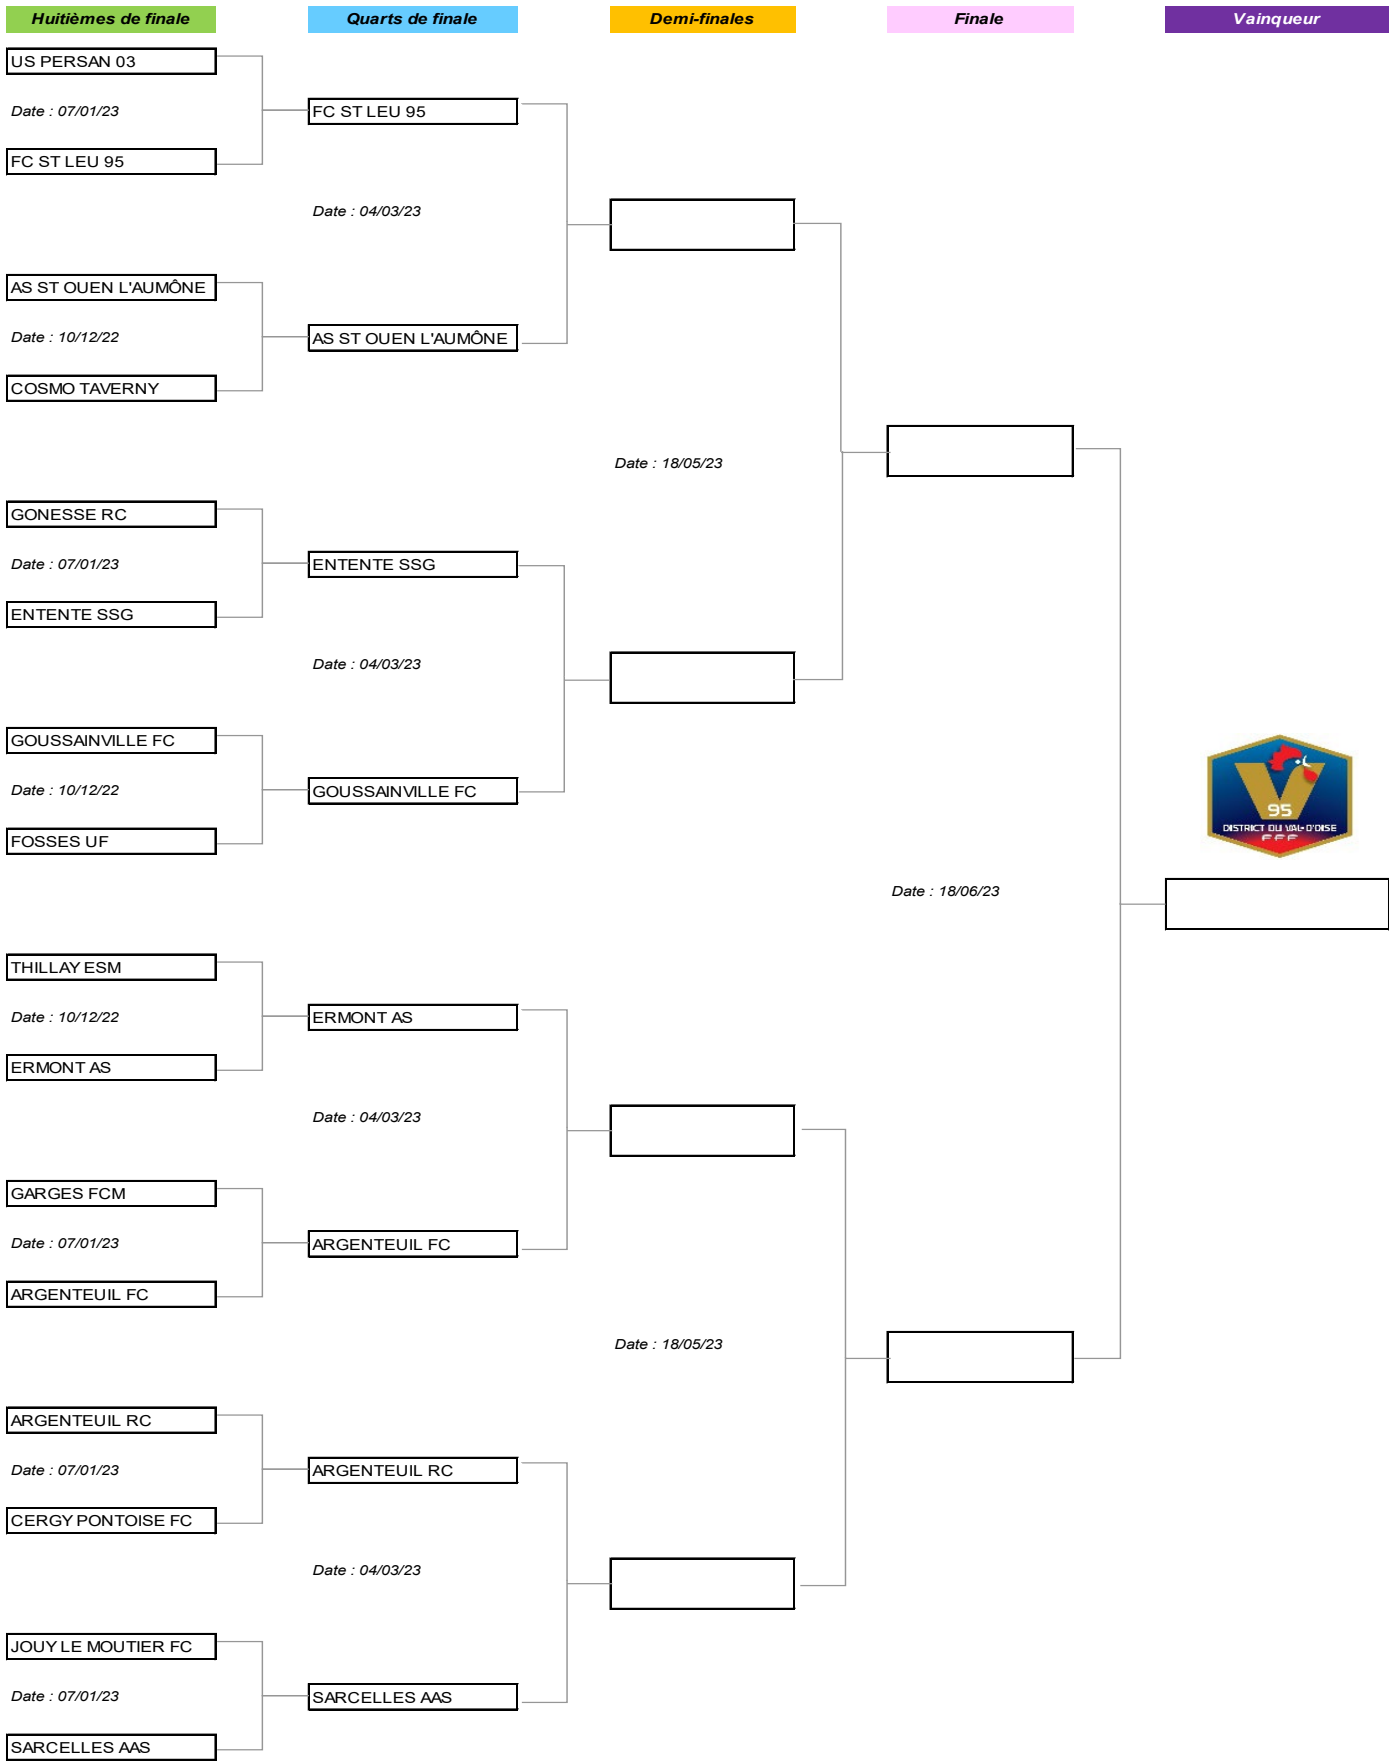 Huitièmes de finale
Quarts de finale
Demi-finales
Finale
Vainqueur
US PERSAN 03
Date : 07/01/23
FC ST LEU 95
FC ST LEU 95
Date : 04/03/23
AS ST OUEN L'AUMÔNE
Date : 10/12/22
AS ST OUEN L'AUMÔNE
COSMO TAVERNY
Date : 18/05/23
GONESSE RC
Date : 07/01/23
ENTENTE SSG
ENTENTE SSG
Date : 04/03/23
GOUSSAINVILLE FC
Date : 10/12/22
GOUSSAINVILLE FC
FOSSES UF
95
DISTRICT DU VAL-D'OISE
FFF
Date : 18/06/23
THILLAY ESM
Date : 10/12/22
ERMONT AS
ERMONT AS
Date : 04/03/23
GARGES FCM
Date : 07/01/23
ARGENTEUIL FC
ARGENTEUIL FC
Date : 18/05/23
ARGENTEUIL RC
Date : 07/01/23
ARGENTEUIL RC
CERGY PONTOISE FC
Date : 04/03/23
JOUY LE MOUTIER FC
Date : 07/01/23
SARCELLES AAS
SARCELLES AAS